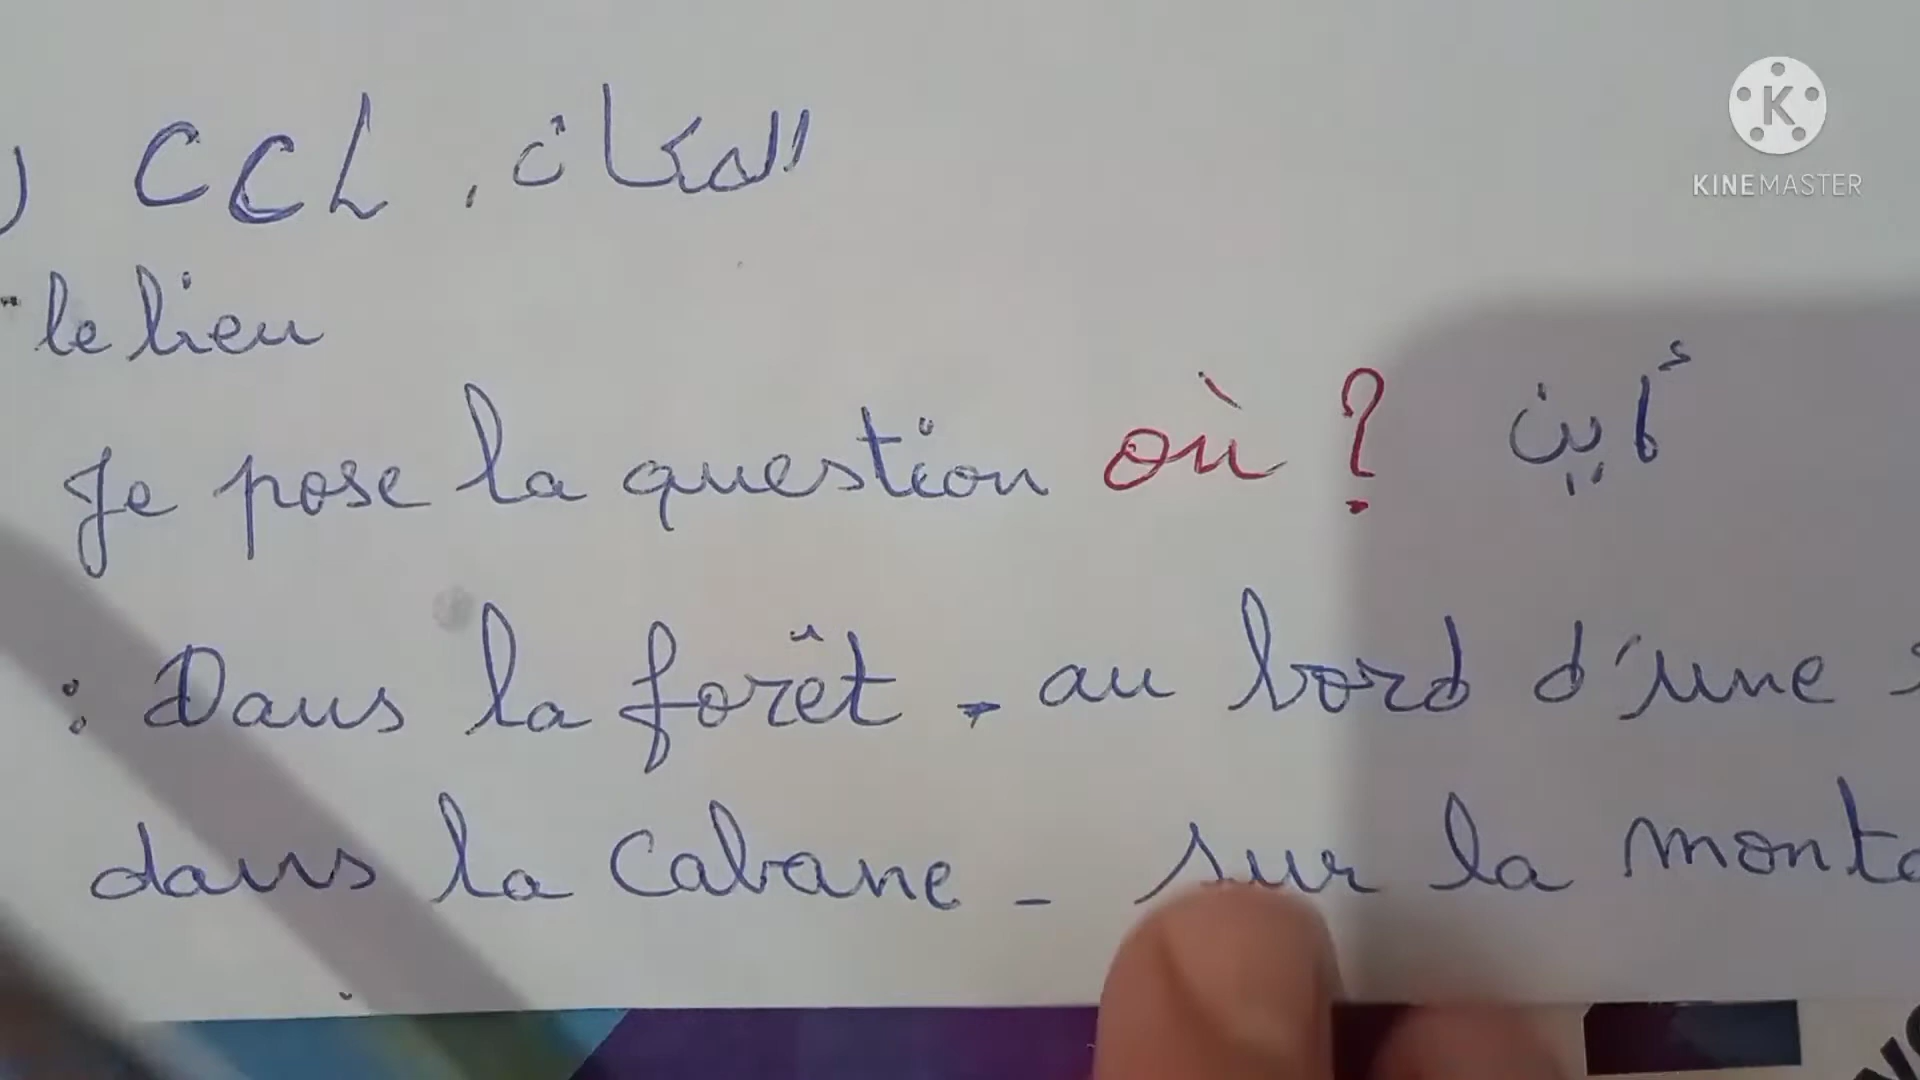 ) CCL , المكان
le lieu
Je pose la question où ? أين
: Dans la forêt - au bord d'une
dans la cabane - sur la monta
K
KINEMASTER